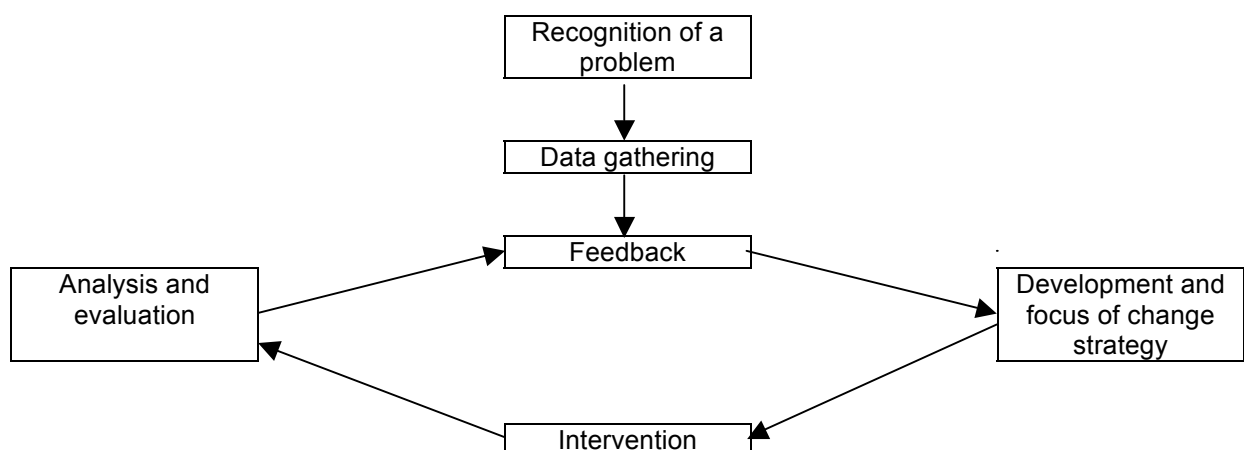 Recognition of a
problem
Data gathering
Feedback
Analysis and
evaluation
Development and
focus of change
strategy
Intervention